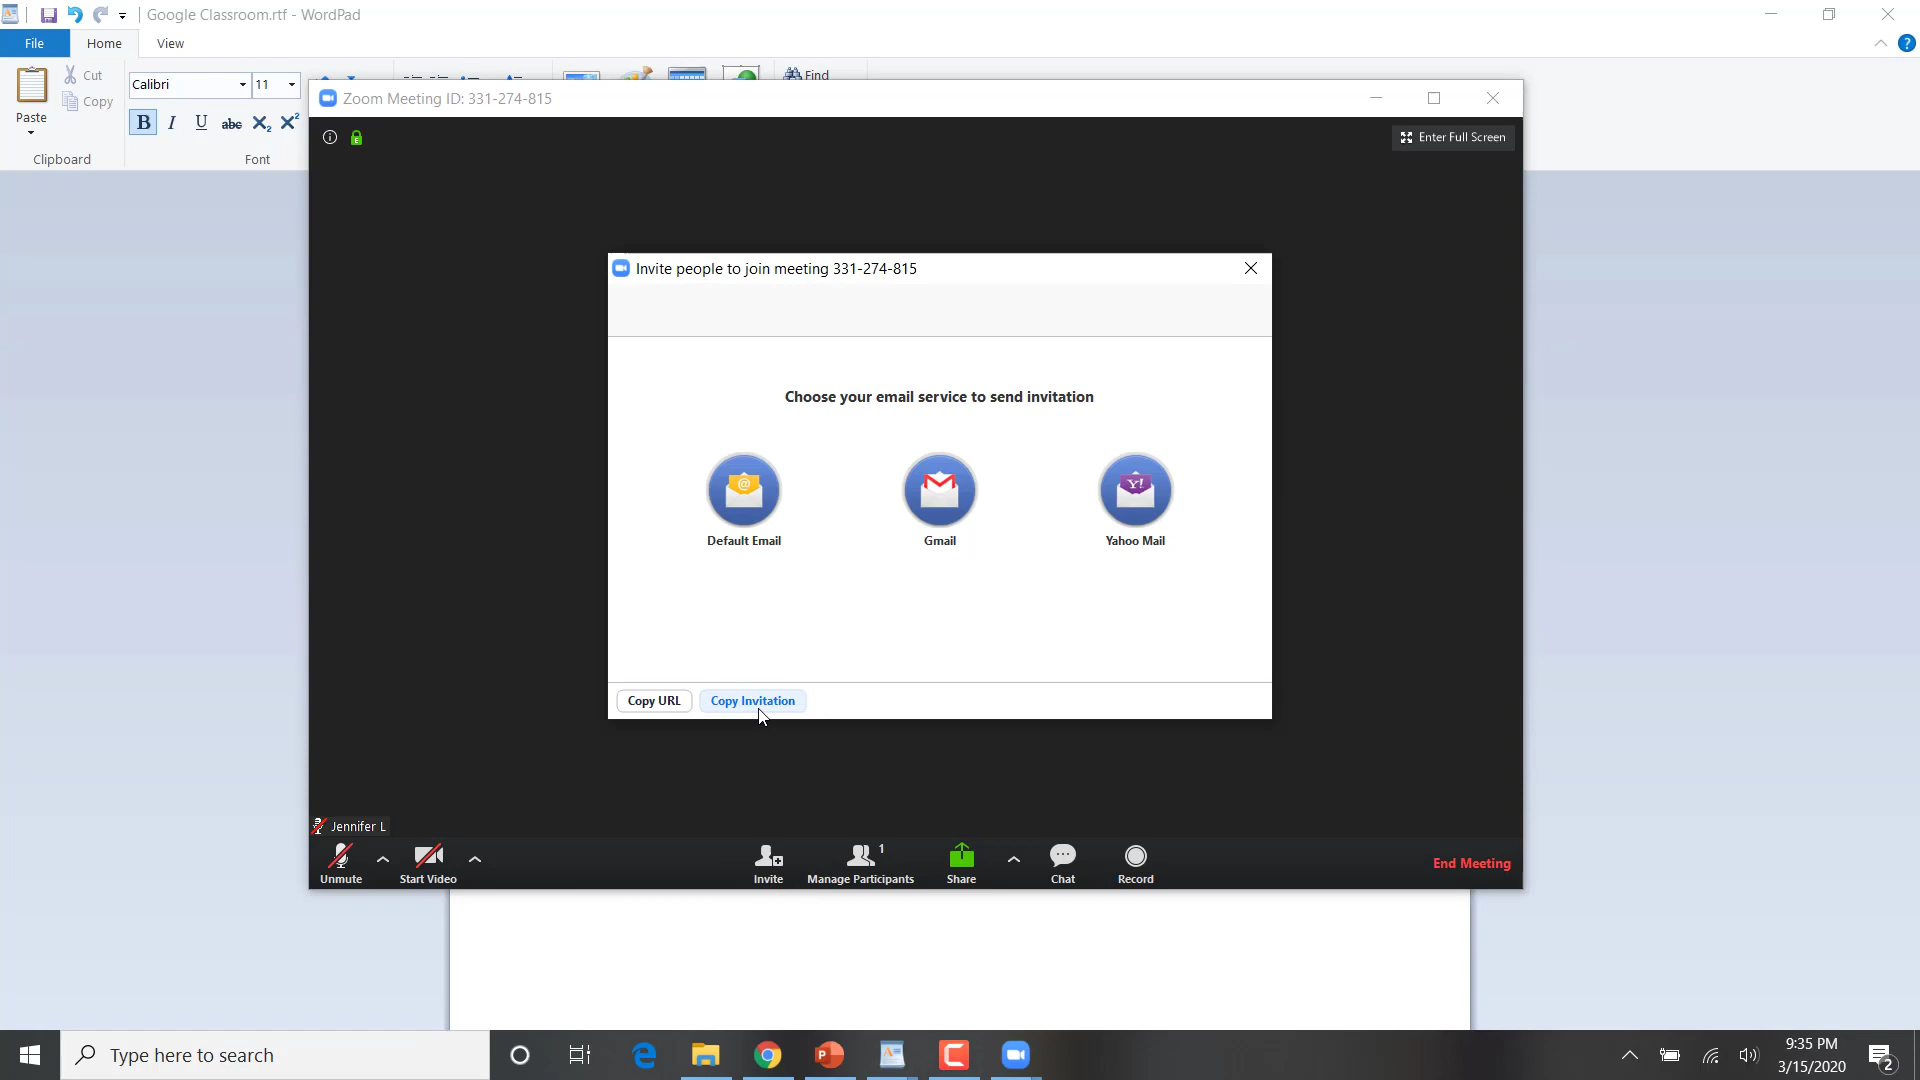 Google Classroom.rtf - WordPad
File
Home
View
Paste
Cut
Copy
Clipboard
Calibri
11
B I U abc X2 X2
Font
Find
Zoom Meeting ID: 331-274-815
Enter Full Screen
Invite people to join meeting 331-274-815
Choose your email service to send invitation
Default Email
Gmail
Yahoo Mail
Copy URL
Copy Invitation
Jennifer L
Unmute
Start Video
Invite
1
Manage Participants
Share
Chat
Record
End Meeting
Type here to search
9:35 PM
3/15/2020
2